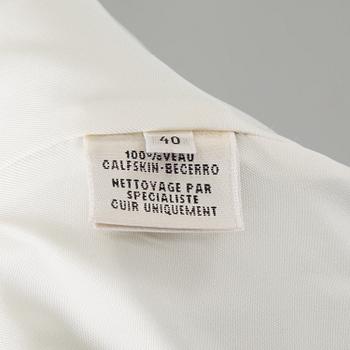 40
100%VEAU
CALFSKIN-BECERRO
NETTOYAGE PAR
SPECIALISTE
CUIR UNIQUEMENT